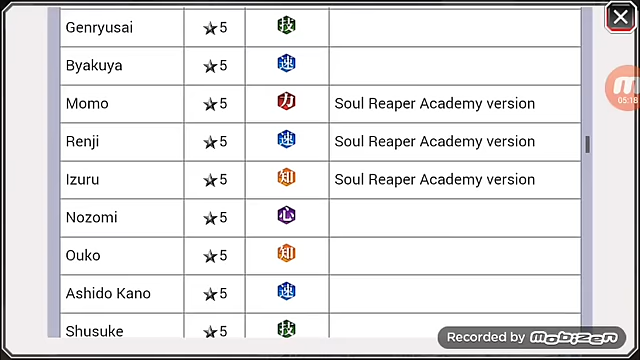 Genryusai ★5 技
Byakuya ★5 速
Momo ★5 力 Soul Reaper Academy version
Renji ★5 速 Soul Reaper Academy version
Izuru ★5 知 Soul Reaper Academy version
Nozomi ★5 心
Ouko ★5 知
Ashido Kano ★5 速
Shusuke ★5 技
05:18
Recorded by Mobizen